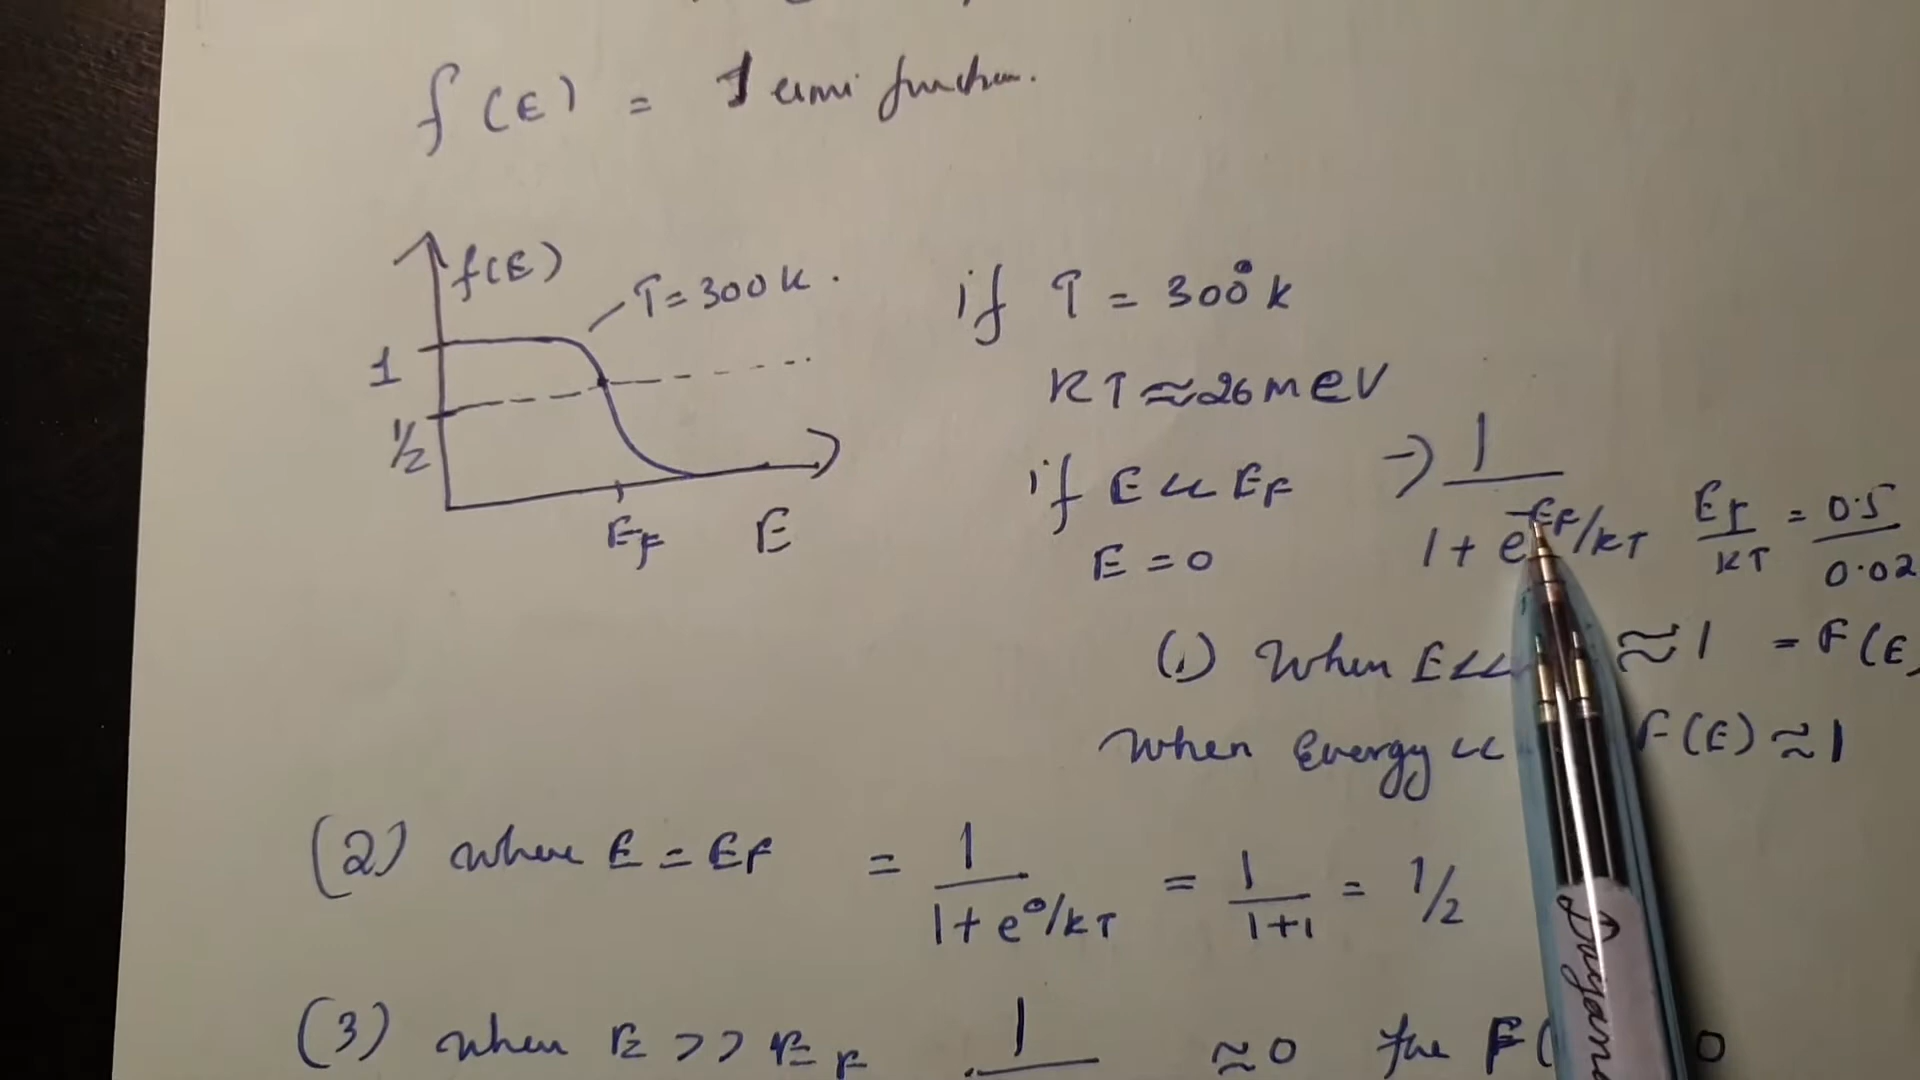 f(E) = Fermi function.
f(E)
T = 300 K.
1
1/2
EF
E
if T = 300°K
KT ≈ 26 meV
if E << EF → 1 / 1 + e^-EF/KT
EF / KT = 0.5 / 0.02
E = 0
(1) When E << ≈ 1 = F(E)
When Energy << F(E) ≈ 1
(2) when E = EF = 1 / 1 + e^0/KT = 1 / 1+1 = 1/2
(3) when E >> EF 1 ≈ 0 the F( 0